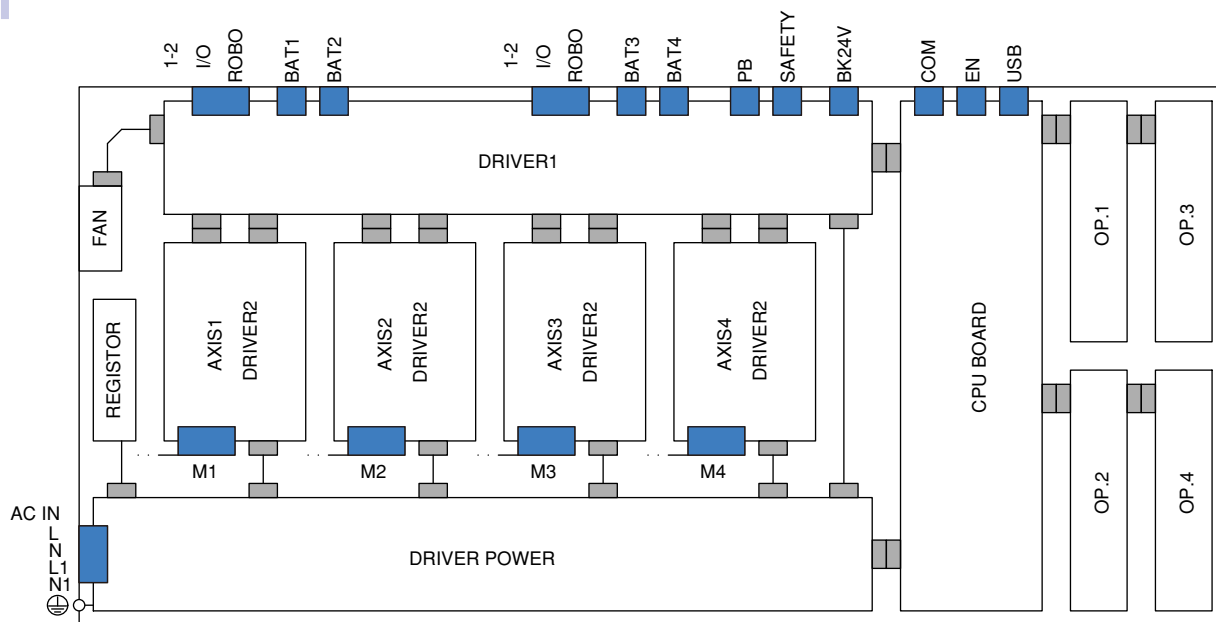 1-2
I/O
ROBO
BAT1
BAT2
1-2
I/O
ROBO
BAT3
BAT4
PB
SAFETY
BK24V
COM
EN
USB
DRIVER1
FAN
OP.1
OP.3
REGISTOR
AXIS1
DRIVER2
AXIS2
DRIVER2
AXIS3
DRIVER2
AXIS4
DRIVER2
CPU BOARD
M1
M2
M3
M4
OP.2
OP.4
AC IN
L
N
L1
N1
DRIVER POWER